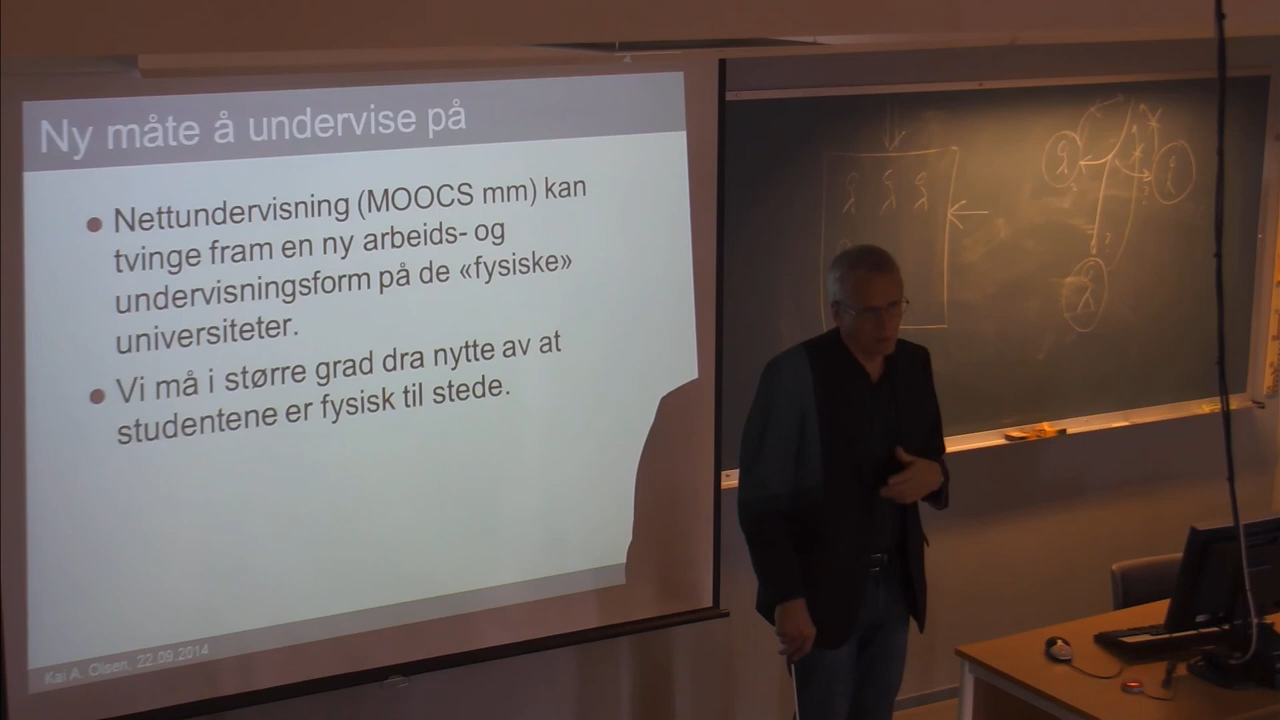 Ny måte å undervise på
● Nettundervisning (MOOCS mm) kan
tvinge fram en ny arbeids- og
undervisningsform på de «fysiske»
universiteter.
● Vi må i større grad dra nytte av at
studentene er fysisk til stede.
Kai A. Olsen, 22.09.2014